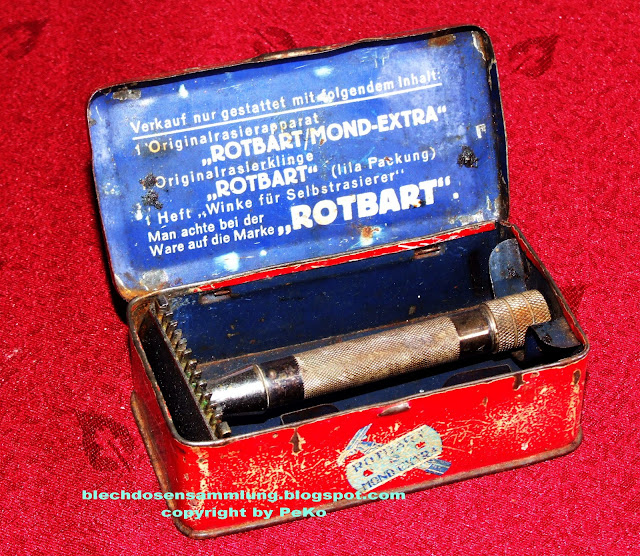 Verkauf nur gestattet mit folgendem Inhalt:
1 Originalrasierapparat
„ROTBART/MOND-EXTRA“
Originalrasierklinge
„ROTBART“ (lila Packung)
1 Heft „Winke für Selbstrasierer“
Man achte bei der
Ware auf die Marke „ROTBART“.
ROTBART
MOND-EXTRA
blechdosensammlung.blogspot.com
copyright by PeKo